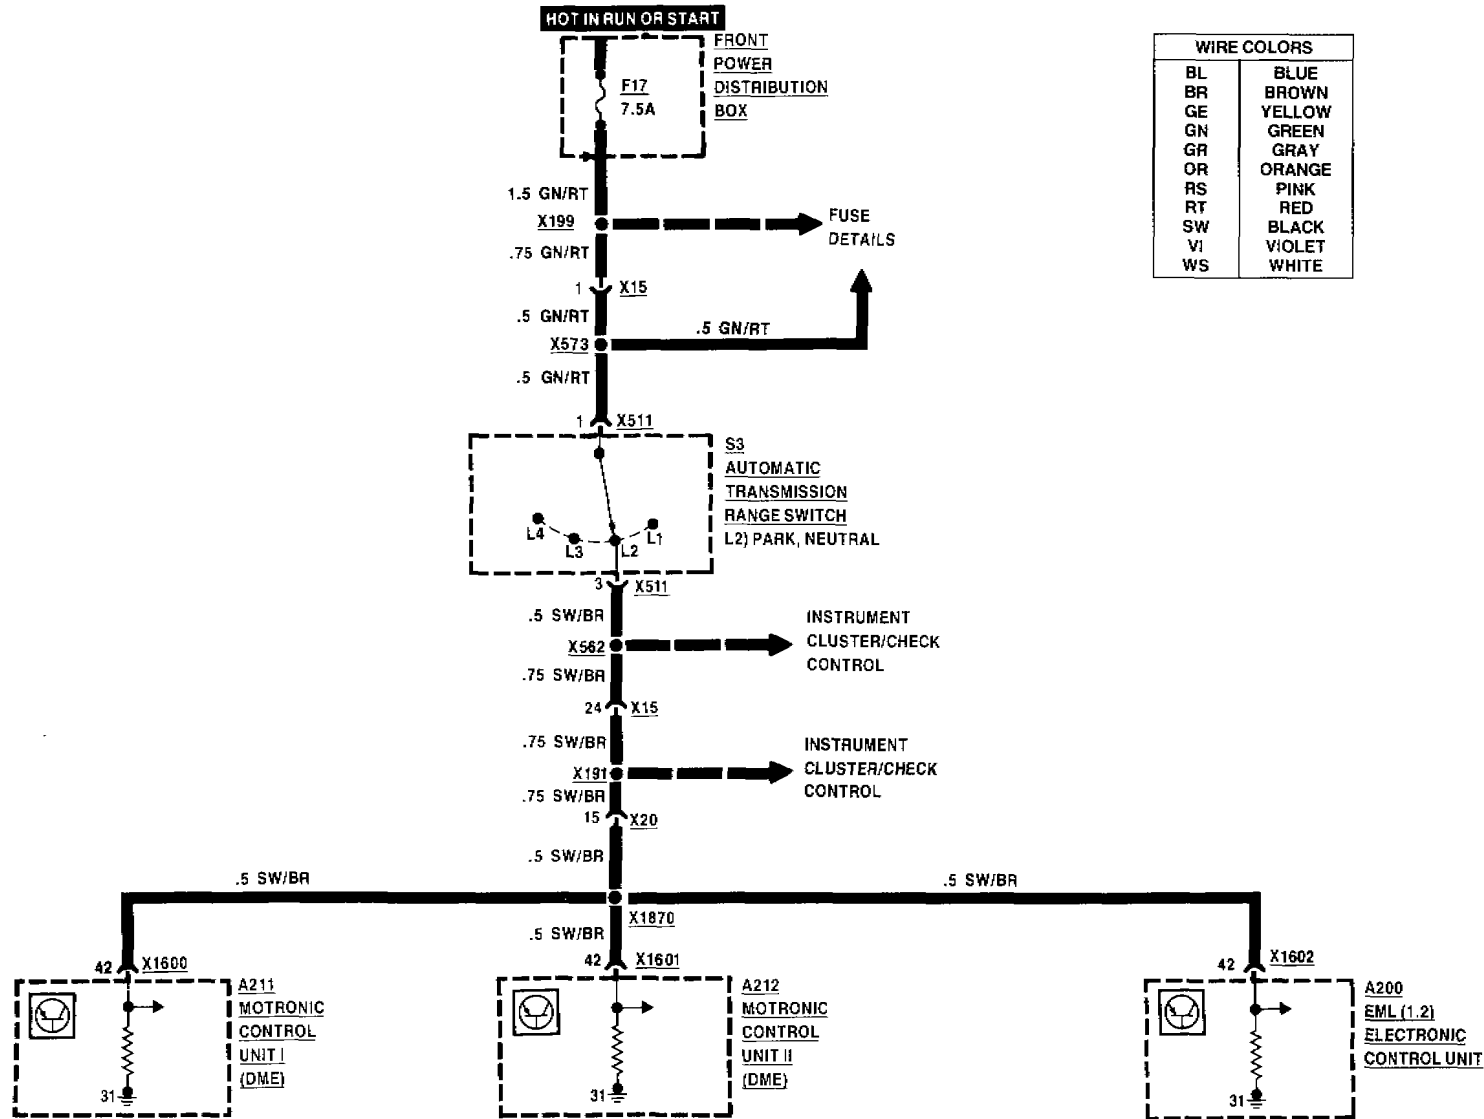 HOT IN RUN OR START
FRONT
POWER
DISTRIBUTION
BOX
F17
7.5A
WIRE COLORS
BL BLUE
BR BROWN
GE YELLOW
GN GREEN
GR GRAY
OR ORANGE
RS PINK
RT RED
SW BLACK
VI VIOLET
WS WHITE
1.5 GN/RT
X199
FUSE
DETAILS
.75 GN/RT
1 X15
.5 GN/RT
.5 GN/RT
X573
.5 GN/RT
1 X511
S3
AUTOMATIC
TRANSMISSION
RANGE SWITCH
L2) PARK, NEUTRAL
L4
L3
L2
L1
3 X511
.5 SW/BR
X562
INSTRUMENT
CLUSTER/CHECK
CONTROL
.75 SW/BR
24 X15
.75 SW/BR
X191
INSTRUMENT
CLUSTER/CHECK
CONTROL
.75 SW/BR
15 X20
.5 SW/BR
.5 SW/BR
.5 SW/BR
X1870
.5 SW/BR
42 X1600
42 X1601
42 X1602
A211
MOTRONIC
CONTROL
UNIT I
(DME)
31
A212
MOTRONIC
CONTROL
UNIT II
(DME)
31
A200
EML (1.2)
ELECTRONIC
CONTROL UNIT
31